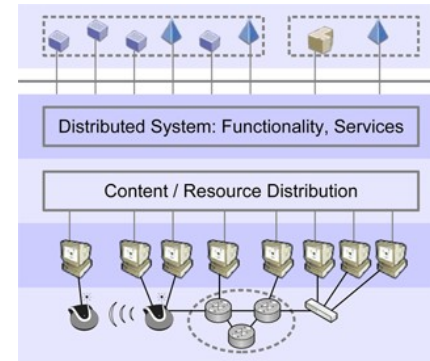 Distributed System: Functionality, Services
Content / Resource Distribution